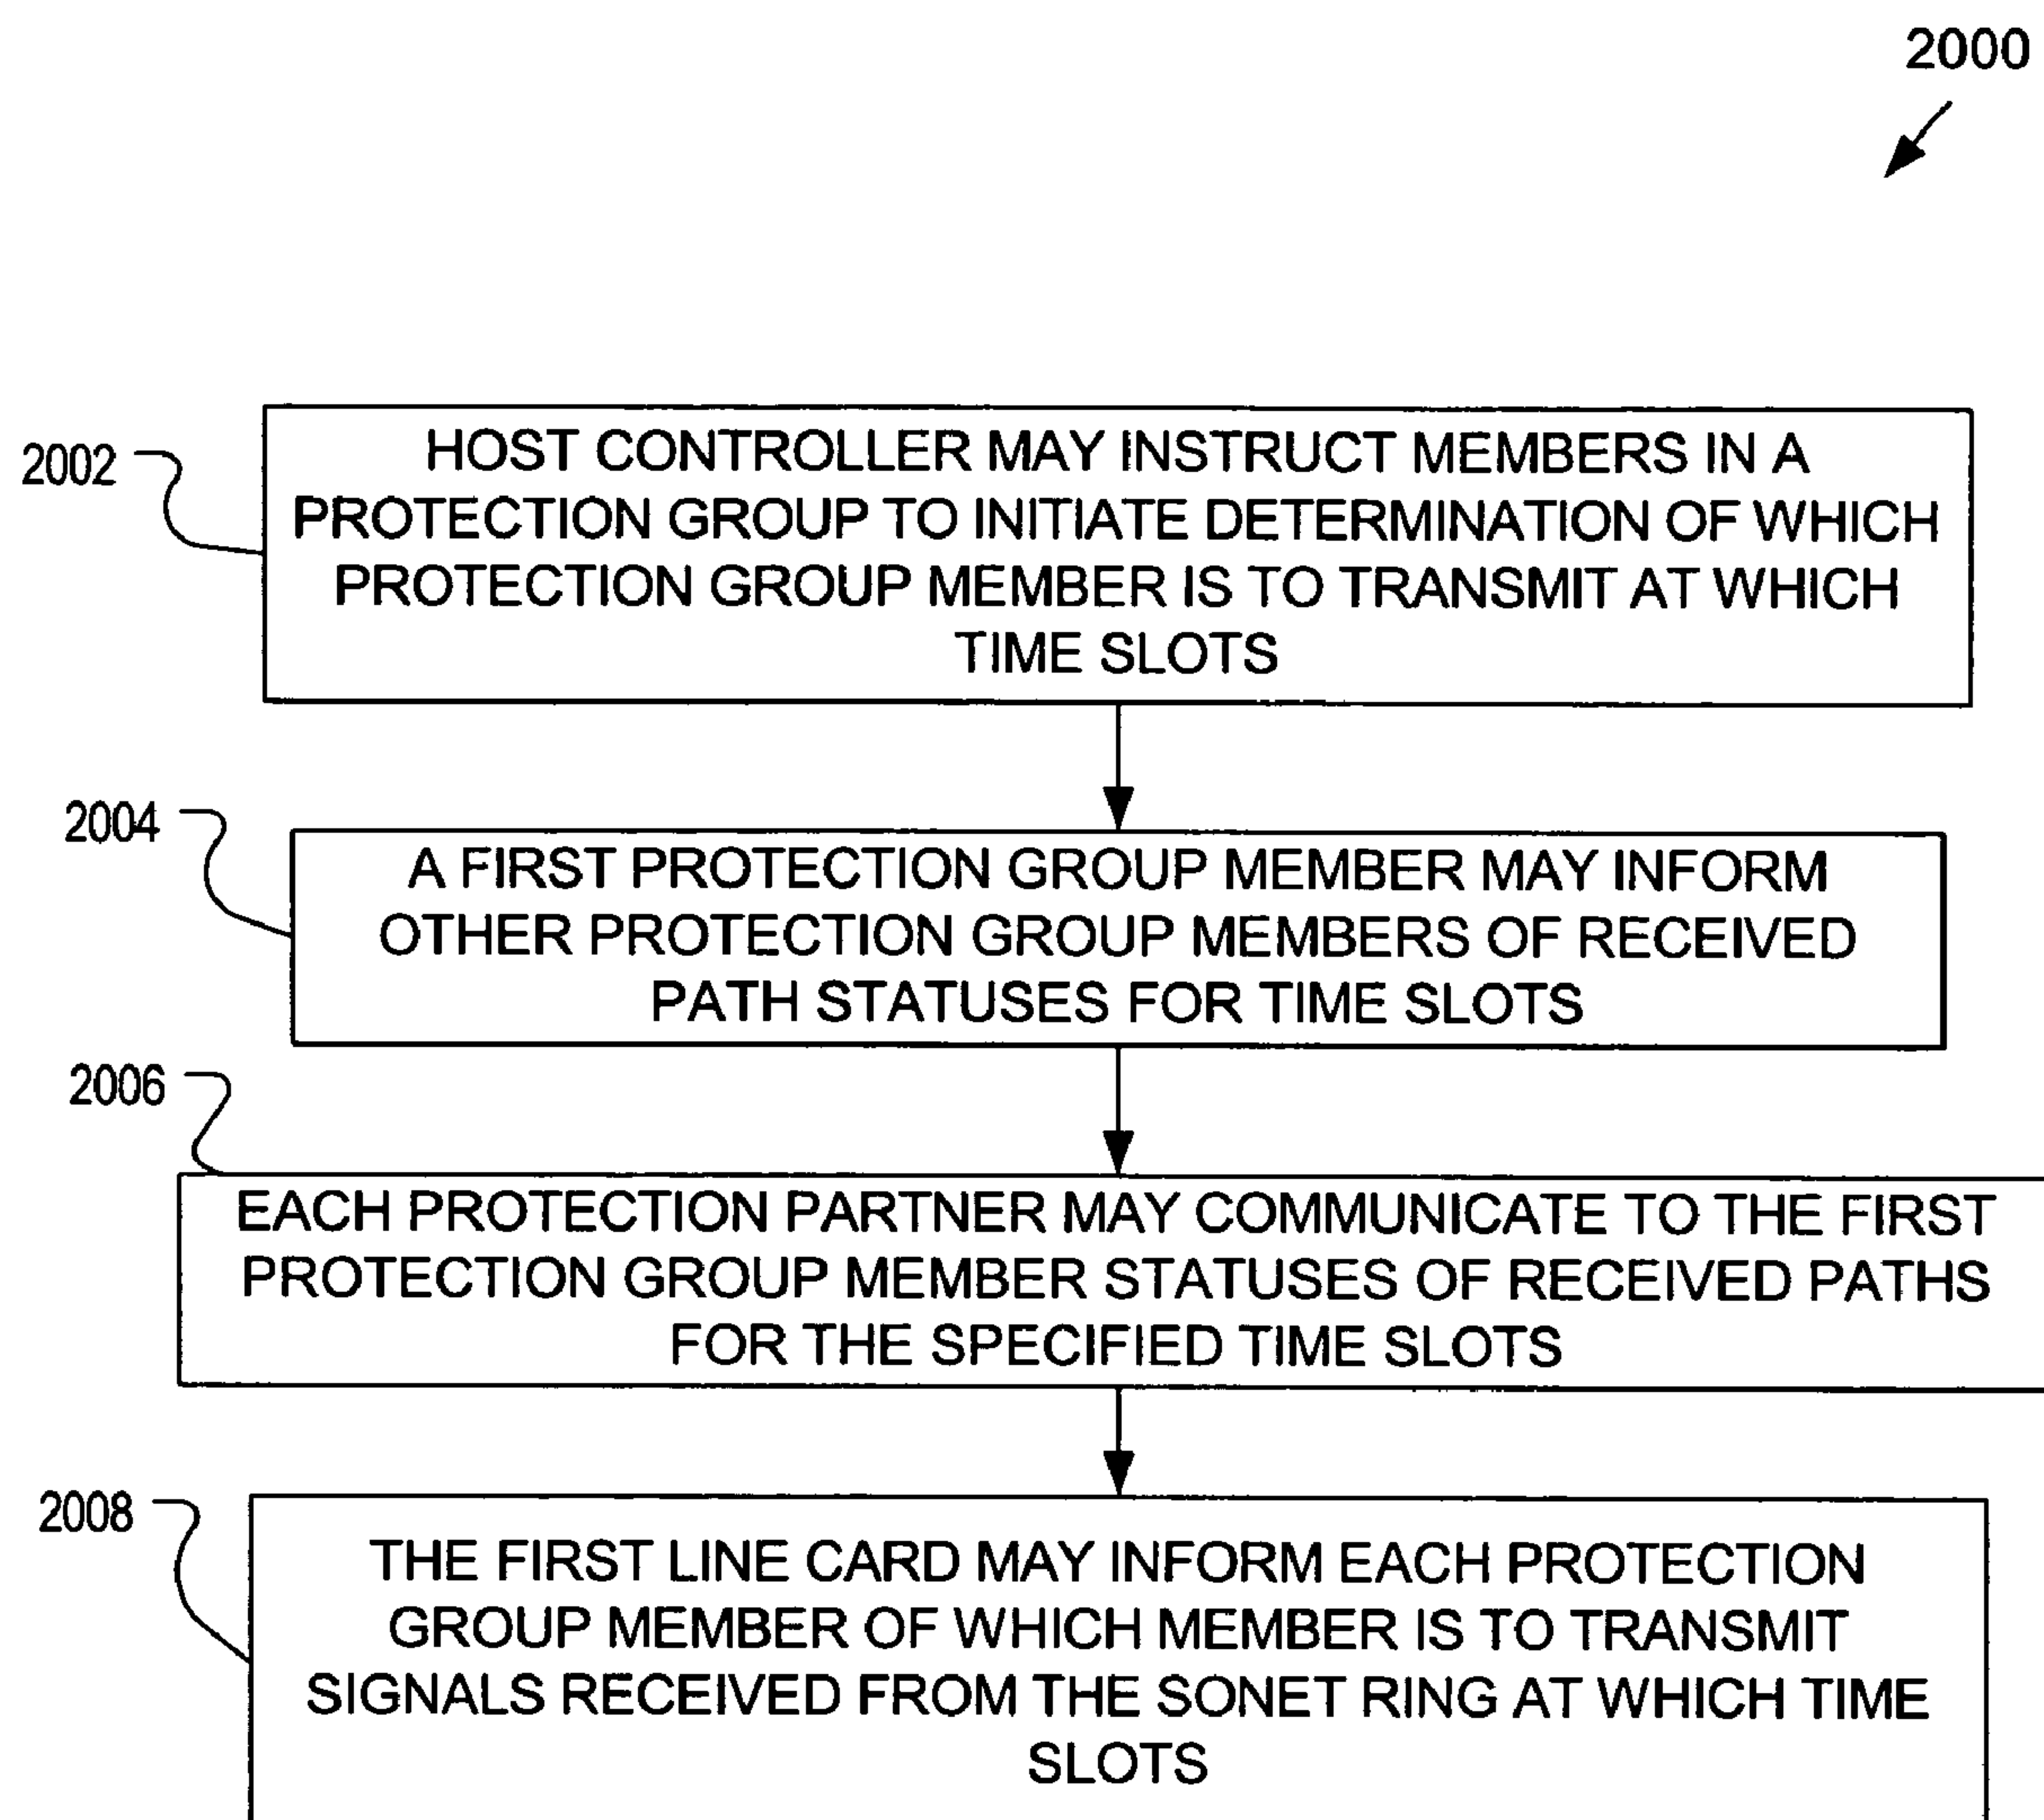 2000
2002
HOST CONTROLLER MAY INSTRUCT MEMBERS IN A
PROTECTION GROUP TO INITIATE DETERMINATION OF WHICH
PROTECTION GROUP MEMBER IS TO TRANSMIT AT WHICH
TIME SLOTS
2004
A FIRST PROTECTION GROUP MEMBER MAY INFORM
OTHER PROTECTION GROUP MEMBERS OF RECEIVED
PATH STATUSES FOR TIME SLOTS
2006
EACH PROTECTION PARTNER MAY COMMUNICATE TO THE FIRST
PROTECTION GROUP MEMBER STATUSES OF RECEIVED PATHS
FOR THE SPECIFIED TIME SLOTS
2008
THE FIRST LINE CARD MAY INFORM EACH PROTECTION
GROUP MEMBER OF WHICH MEMBER IS TO TRANSMIT
SIGNALS RECEIVED FROM THE SONET RING AT WHICH TIME
SLOTS